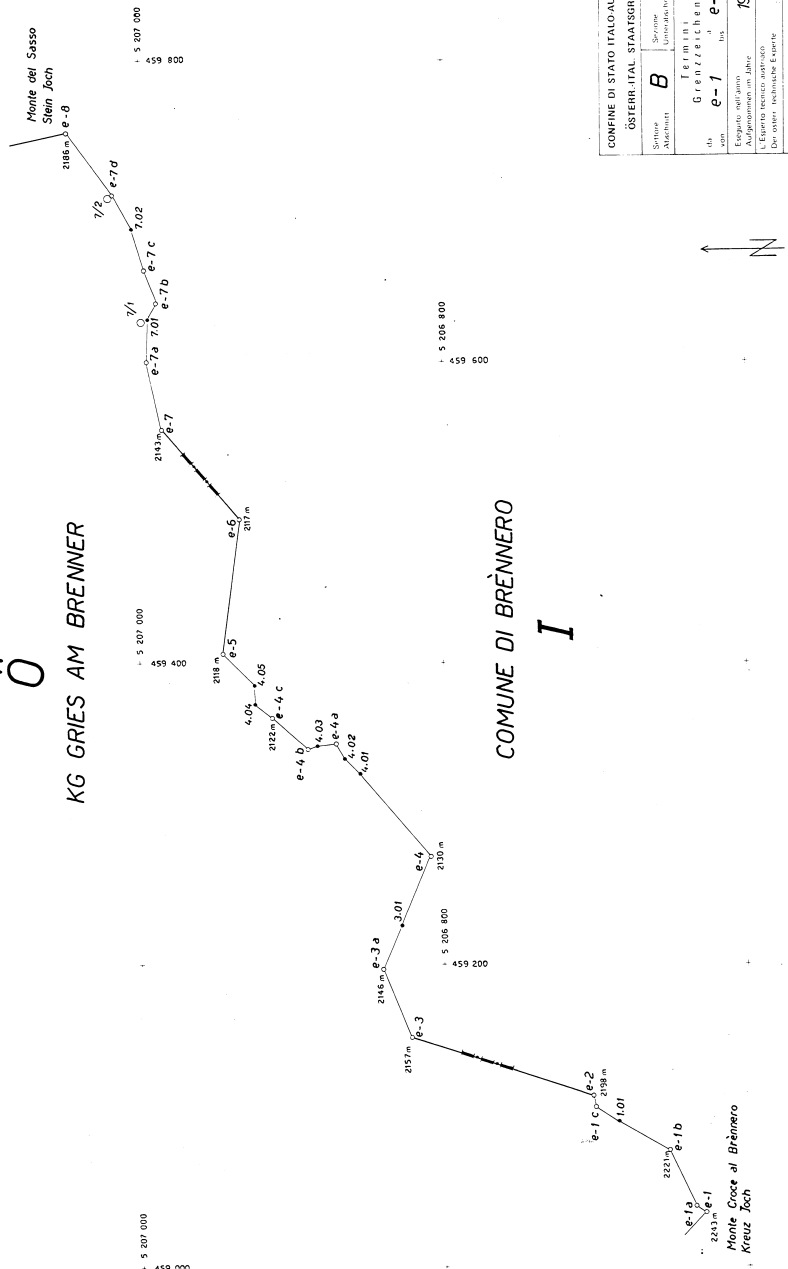 Ö
KG GRIES AM BRENNER
COMUNE DI BRÈNNERO
I
Monte del Sasso
Stein Joch
2186 m
e-8
7/2
e-7d
7.02
e-7c
e-7b
7/1
7.01
e-7a
e-7
2143 m
e-6
2117 m
e-5
2118 m
4.05
4.04
e-4c
2122 m
e-4b
4.03
e-4a
4.02
4.01
e-4
2130 m
3.01
e-3a
2146 m
e-3
2157 m
e-2
2198 m
e-1c
1.01
e-1b
2221 m
e-1a
e-1
2243 m
Monte Croce al Brènnero
Kreuz Joch
5 207 000
459 800
5 206 800
459 600
5 207 000
459 400
5 206 800
459 200
5 207 000
459 000
N
CONFINE DI STATO ITALO-AU
ÖSTERR.-ITAL. STAATSGR
Settore
Abschnitt
B
Sezione
Termini
Grenzzeichen
da
von
e-1
a
bis
e-
Eseguito nell'anno
Aufgenommen im Jahre
19
L'Esperto tecnico austriaco
Der österr. technische Experte